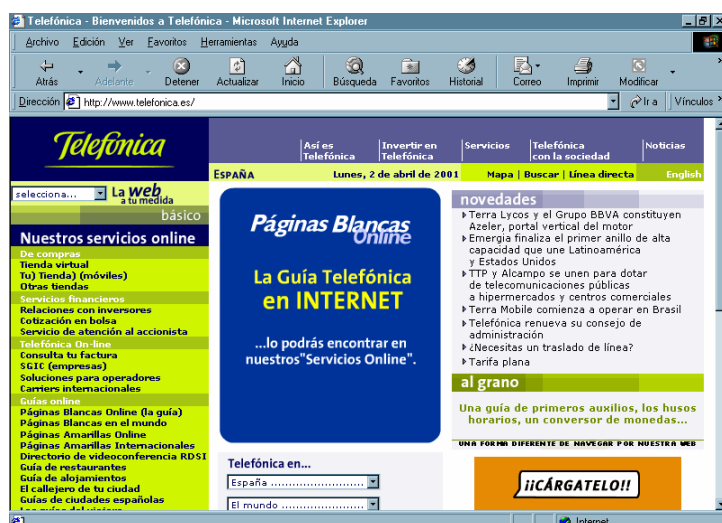 Telefónica - Bienvenidos a Telefónica - Microsoft Internet Explorer
Archivo Edición Ver Favoritos Herramientas Ayuda
Atrás Adelante Detener Actualizar Inicio Búsqueda Favoritos Historial Correo Imprimir Modificar
Dirección http://www.telefonica.es/ Ir a Vínculos
Telefónica
Así es Telefónica
Invertir en Telefónica
Servicios
Telefónica con la sociedad
Noticias
ESPAÑA Lunes, 2 de abril de 2001 Mapa | Buscar | Línea directa English
selecciona... La web a tu medida
básico
Nuestros servicios online
De compras
Tienda virtual
Tu) Tienda) (móviles)
Otras tiendas
Servicios financieros
Relaciones con inversores
Cotización en bolsa
Servicio de atención al accionista
Telefónica On-line
Consulta tu factura
SGIC (empresas)
Soluciones para operadores
Carriers internacionales
Guías online
Páginas Blancas Online (la guía)
Páginas Blancas en el mundo
Páginas Amarillas Online
Páginas Amarillas Internacionales
Directorio de videoconferencia RDSI
Guía de restaurantes
Guía de alojamientos
El callejero de tu ciudad
Guías de ciudades españolas
Páginas Blancas
Online
La Guía Telefónica
en INTERNET
...lo podrás encontrar en
nuestros"Servicios Online".
Telefónica en...
España ........................
El mundo ....................
novedades
Terra Lycos y el Grupo BBVA constituyen
Azeler, portal vertical del motor
Emergia finaliza el primer anillo de alta
capacidad que une Latinoamérica
y Estados Unidos
TTP y Alcampo se unen para dotar
de telecomunicaciones públicas
a hipermercados y centros comerciales
Terra Mobile comienza a operar en Brasil
Telefónica renueva su consejo de
administración
¿Necesitas un traslado de línea?
Tarifa plana
al grano
Una guía de primeros auxilios, los husos
horarios, un conversor de monedas...
UNA FORMA DIFERENTE DE NAVEGAR POR NUESTRA WEB
¡¡CÁRGATELO!!
Internet